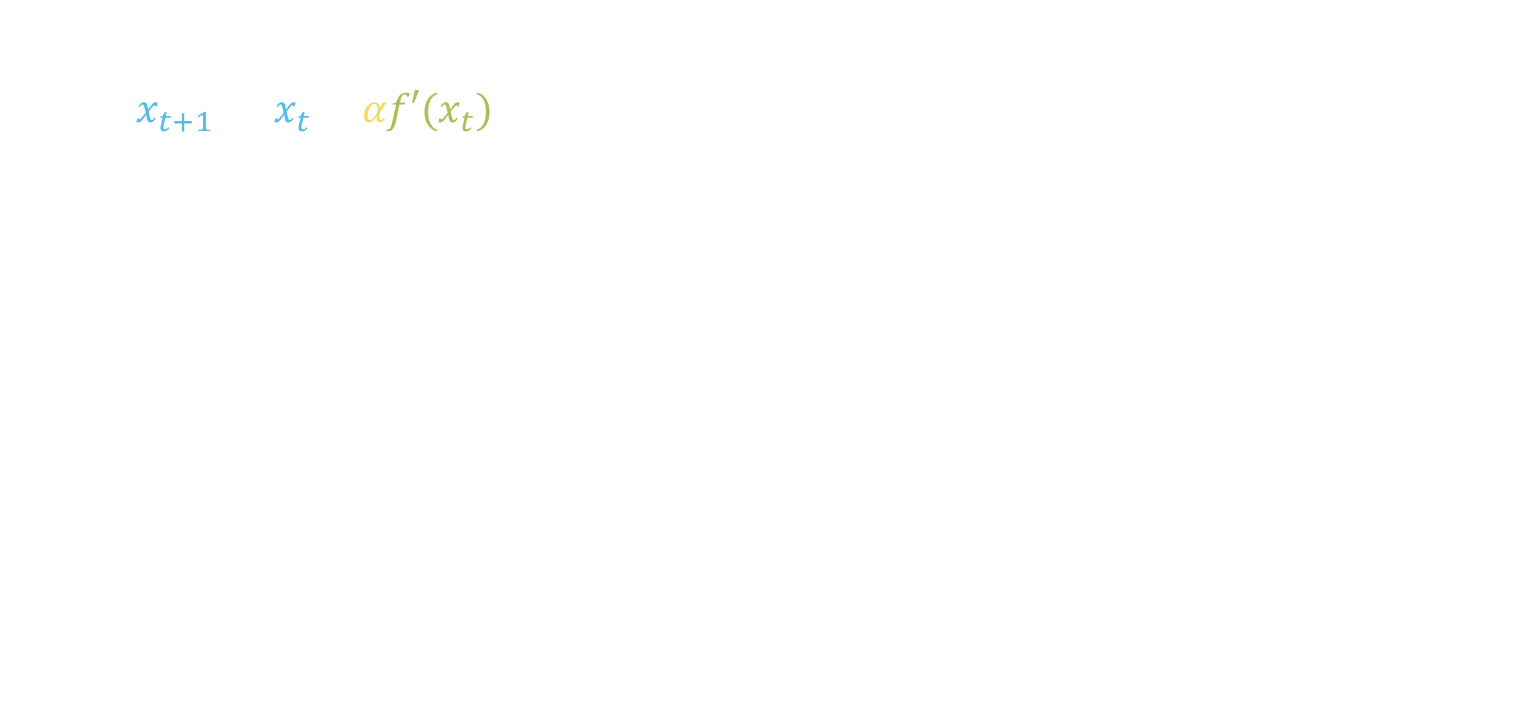 x_{t+1} x_t αf′(x_t)